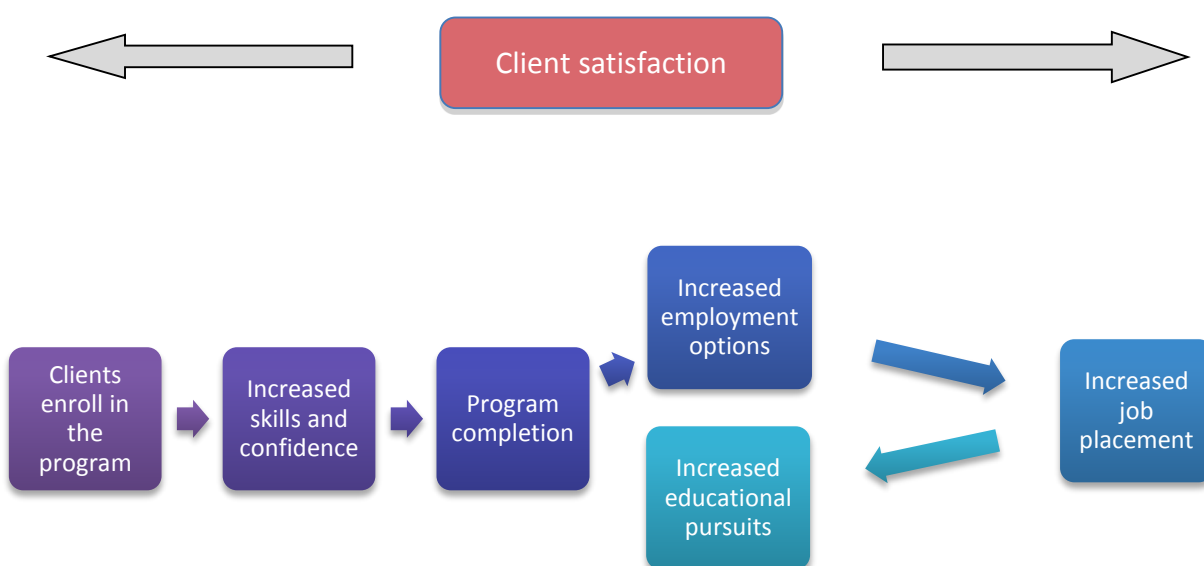 Client satisfaction
Clients
enroll in
the
program
Increased
skills and
confidence
Program
completion
Increased
employment
options
Increased
educational
pursuits
Increased
job
placement